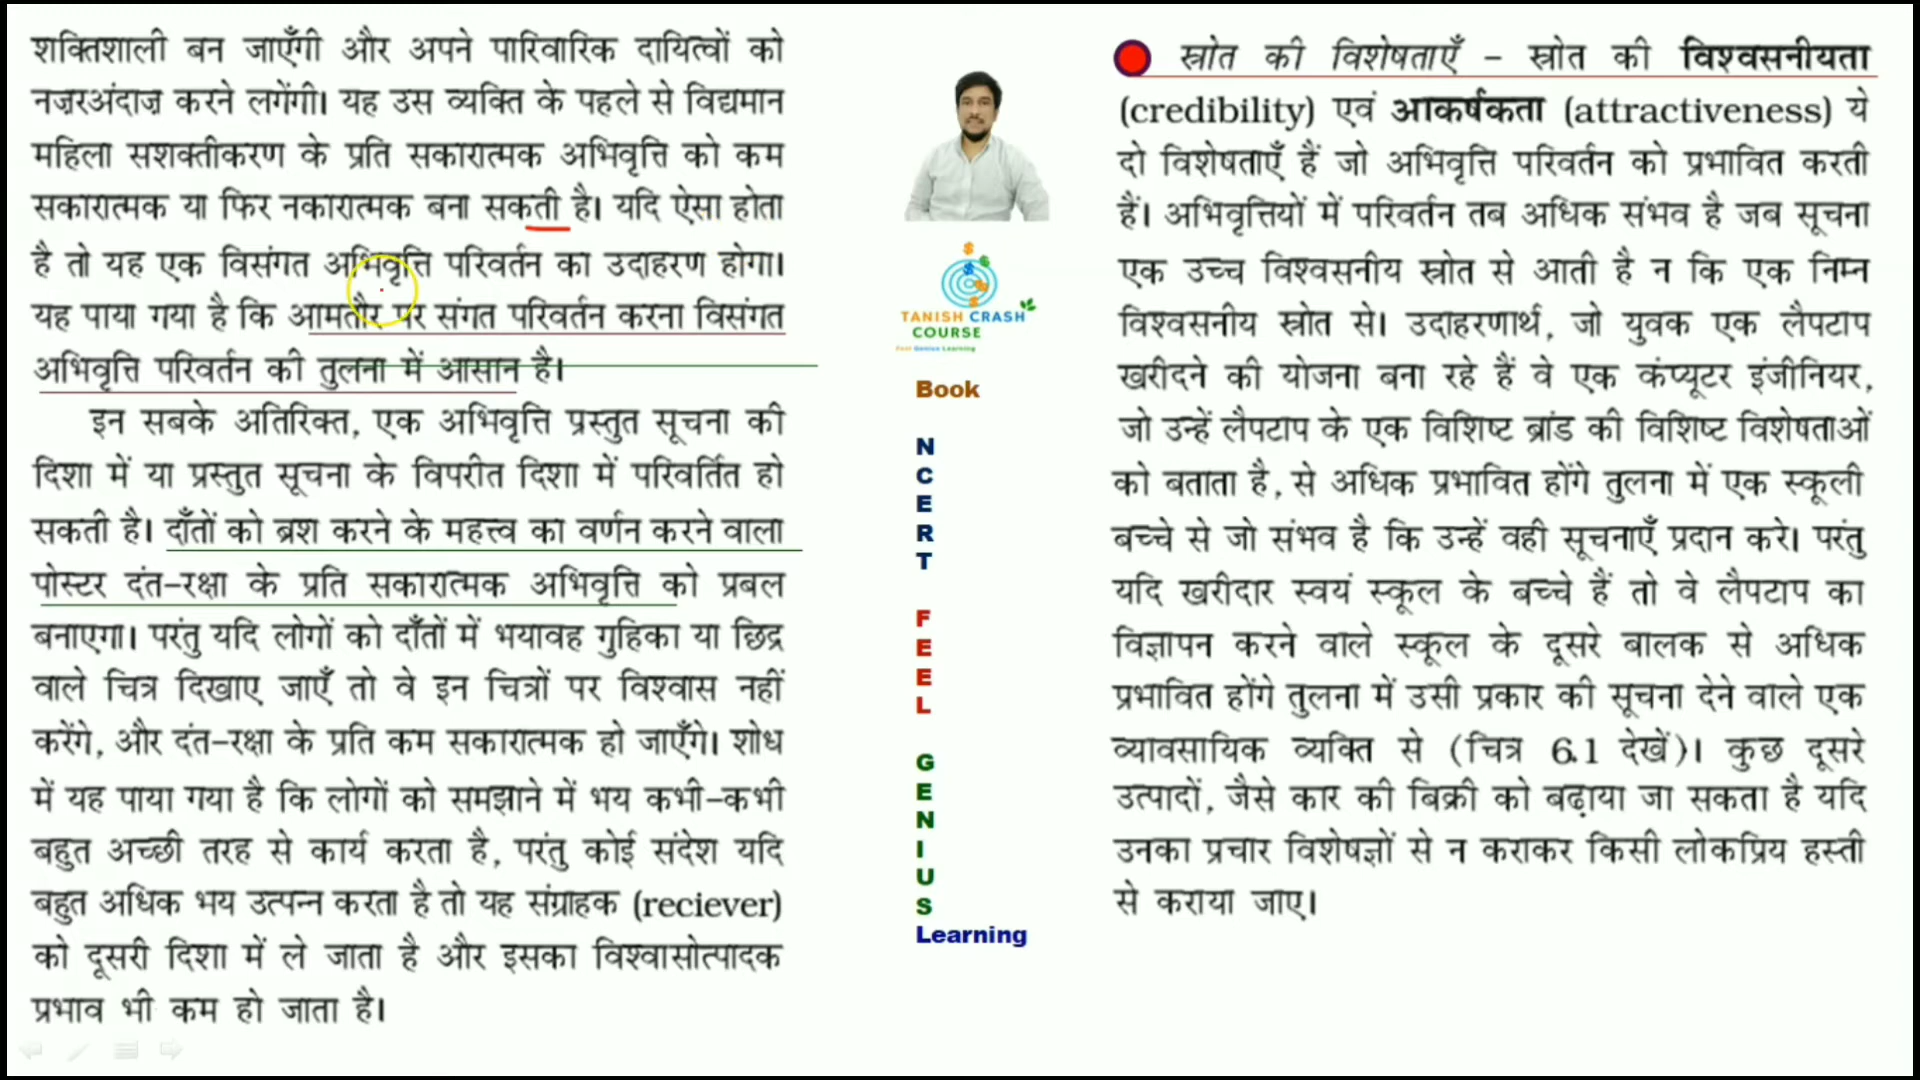 शक्तिशाली बन जाएँगी और अपने पारिवारिक दायित्वों को
नज़रअंदाज़ करने लगेंगी। यह उस व्यक्ति के पहले से विद्यमान
महिला सशक्तीकरण के प्रति सकारात्मक अभिवृत्ति को कम
सकारात्मक या फिर नकारात्मक बना सकती है। यदि ऐसा होता
है तो यह एक विसंगत अभिवृत्ति परिवर्तन का उदाहरण होगा।
यह पाया गया है कि आमतौर पर संगत परिवर्तन करना विसंगत
अभिवृत्ति परिवर्तन की तुलना में आसान है।
इन सबके अतिरिक्त, एक अभिवृत्ति प्रस्तुत सूचना की
दिशा में या प्रस्तुत सूचना के विपरीत दिशा में परिवर्तित हो
सकती है। दाँतों को ब्रश करने के महत्त्व का वर्णन करने वाला
पोस्टर दंत-रक्षा के प्रति सकारात्मक अभिवृत्ति को प्रबल
बनाएगा। परंतु यदि लोगों को दाँतों में भयावह गुहिका या छिद्र
वाले चित्र दिखाए जाएँ तो वे इन चित्रों पर विश्वास नहीं
करेंगे, और दंत-रक्षा के प्रति कम सकारात्मक हो जाएँगे। शोध
में यह पाया गया है कि लोगों को समझाने में भय कभी-कभी
बहुत अच्छी तरह से कार्य करता है, परंतु कोई संदेश यदि
बहुत अधिक भय उत्पन्न करता है तो यह संग्राहक (reciever)
को दूसरी दिशा में ले जाता है और इसका विश्वासोत्पादक
प्रभाव भी कम हो जाता है।
TANISH CRASH
COURSE
Feel Genius Learning
Book
N
C
E
R
T
F
E
E
L
G
E
N
I
U
S
Learning
स्रोत की विशेषताएँ – स्रोत की विश्वसनीयता
(credibility) एवं आकर्षकता (attractiveness) ये
दो विशेषताएँ हैं जो अभिवृत्ति परिवर्तन को प्रभावित करती
हैं। अभिवृत्तियों में परिवर्तन तब अधिक संभव है जब सूचना
एक उच्च विश्वसनीय स्रोत से आती है न कि एक निम्न
विश्वसनीय स्रोत से। उदाहरणार्थ, जो युवक एक लैपटाप
खरीदने की योजना बना रहे हैं वे एक कंप्यूटर इंजीनियर,
जो उन्हें लैपटाप के एक विशिष्ट ब्रांड की विशिष्ट विशेषताओं
को बताता है, से अधिक प्रभावित होंगे तुलना में एक स्कूली
बच्चे से जो संभव है कि उन्हें वही सूचनाएँ प्रदान करे। परंतु
यदि खरीदार स्वयं स्कूल के बच्चे हैं तो वे लैपटाप का
विज्ञापन करने वाले स्कूल के दूसरे बालक से अधिक
प्रभावित होंगे तुलना में उसी प्रकार की सूचना देने वाले एक
व्यावसायिक व्यक्ति से (चित्र 6.1 देखें)। कुछ दूसरे
उत्पादों, जैसे कार की बिक्री को बढ़ाया जा सकता है यदि
उनका प्रचार विशेषज्ञों से न कराकर किसी लोकप्रिय हस्ती
से कराया जाए।